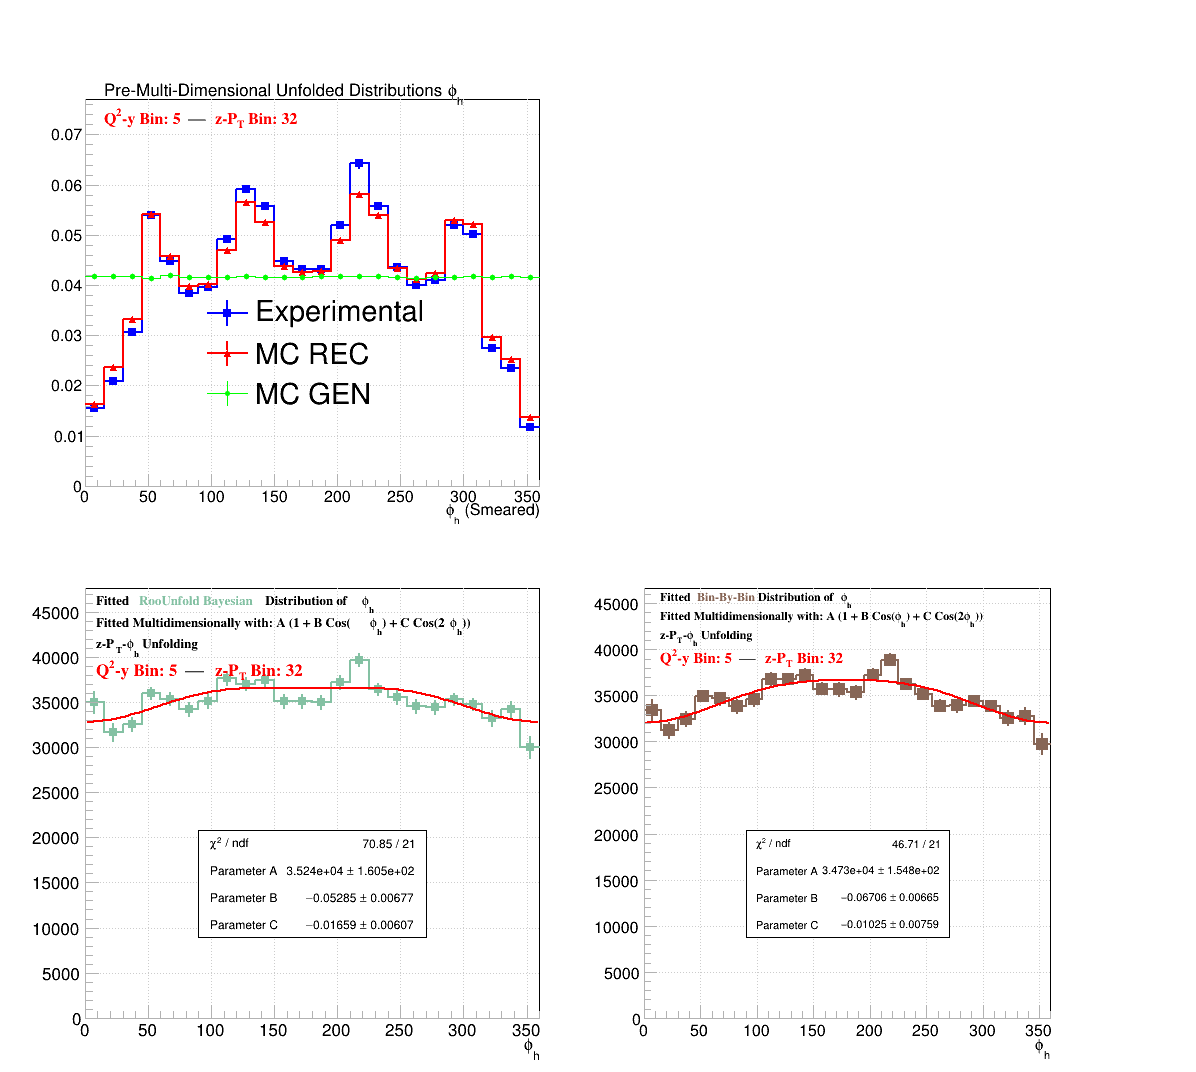 Pre-Multi-Dimensional Unfolded Distributions ϕh
Q²-y Bin: 5 — z-PT Bin: 32
0.07
0.06
0.05
0.04
0.03
0.02
0.01
0
Experimental
MC REC
MC GEN
0 50 100 150 200 250 300 350
ϕh (Smeared)
Fitted RooUnfold Bayesian Distribution of ϕh
Fitted Multidimensionally with: A (1 + B Cos( ϕh) + C Cos(2 ϕh))
z-PT-ϕh Unfolding
Q²-y Bin: 5 — z-PT Bin: 32
45000
40000
35000
30000
25000
20000
15000
10000
5000
0
χ² / ndf 70.85 / 21
Parameter A 3.524e+04 ± 1.605e+02
Parameter B −0.05285 ± 0.00677
Parameter C −0.01659 ± 0.00607
0 50 100 150 200 250 300 350
ϕh
Fitted Bin-By-Bin Distribution of ϕh
Fitted Multidimensionally with: A (1 + B Cos(ϕh) + C Cos(2ϕh))
z-PT-ϕh Unfolding
Q²-y Bin: 5 — z-PT Bin: 32
45000
40000
35000
30000
25000
20000
15000
10000
5000
0
χ² / ndf 46.71 / 21
Parameter A 3.473e+04 ± 1.548e+02
Parameter B −0.06706 ± 0.00665
Parameter C −0.01025 ± 0.00759
0 50 100 150 200 250 300 350
ϕh